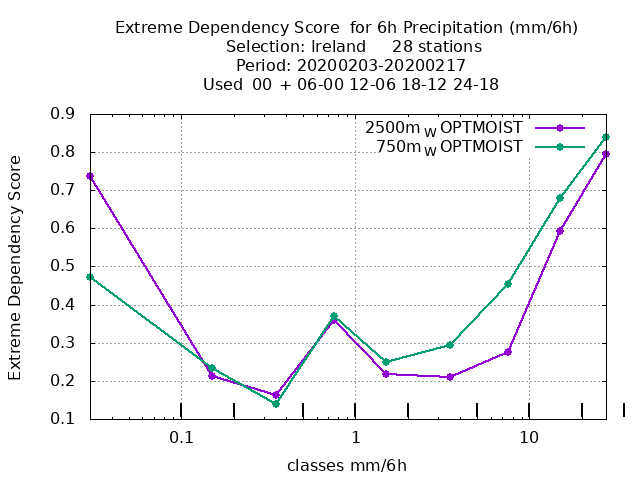 Extreme Dependency Score  for 6h Precipitation (mm/6h)
Selection: Ireland     28 stations
Period: 20200203-20200217
Used  00  + 06-00 12-06 18-12 24-18
2500m W OPTMOIST
750m W OPTMOIST
0.9
0.8
0.7
0.6
0.5
0.4
0.3
0.2
0.1
Extreme Dependency Score
0.1 1 10
classes mm/6h